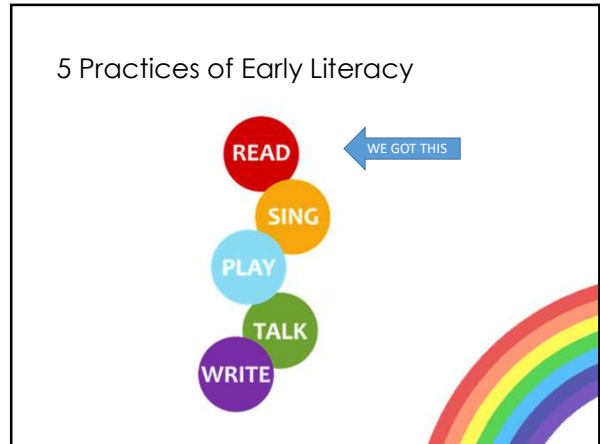 5 Practices of Early Literacy
READ
WE GOT THIS
SING
PLAY
TALK
WRITE